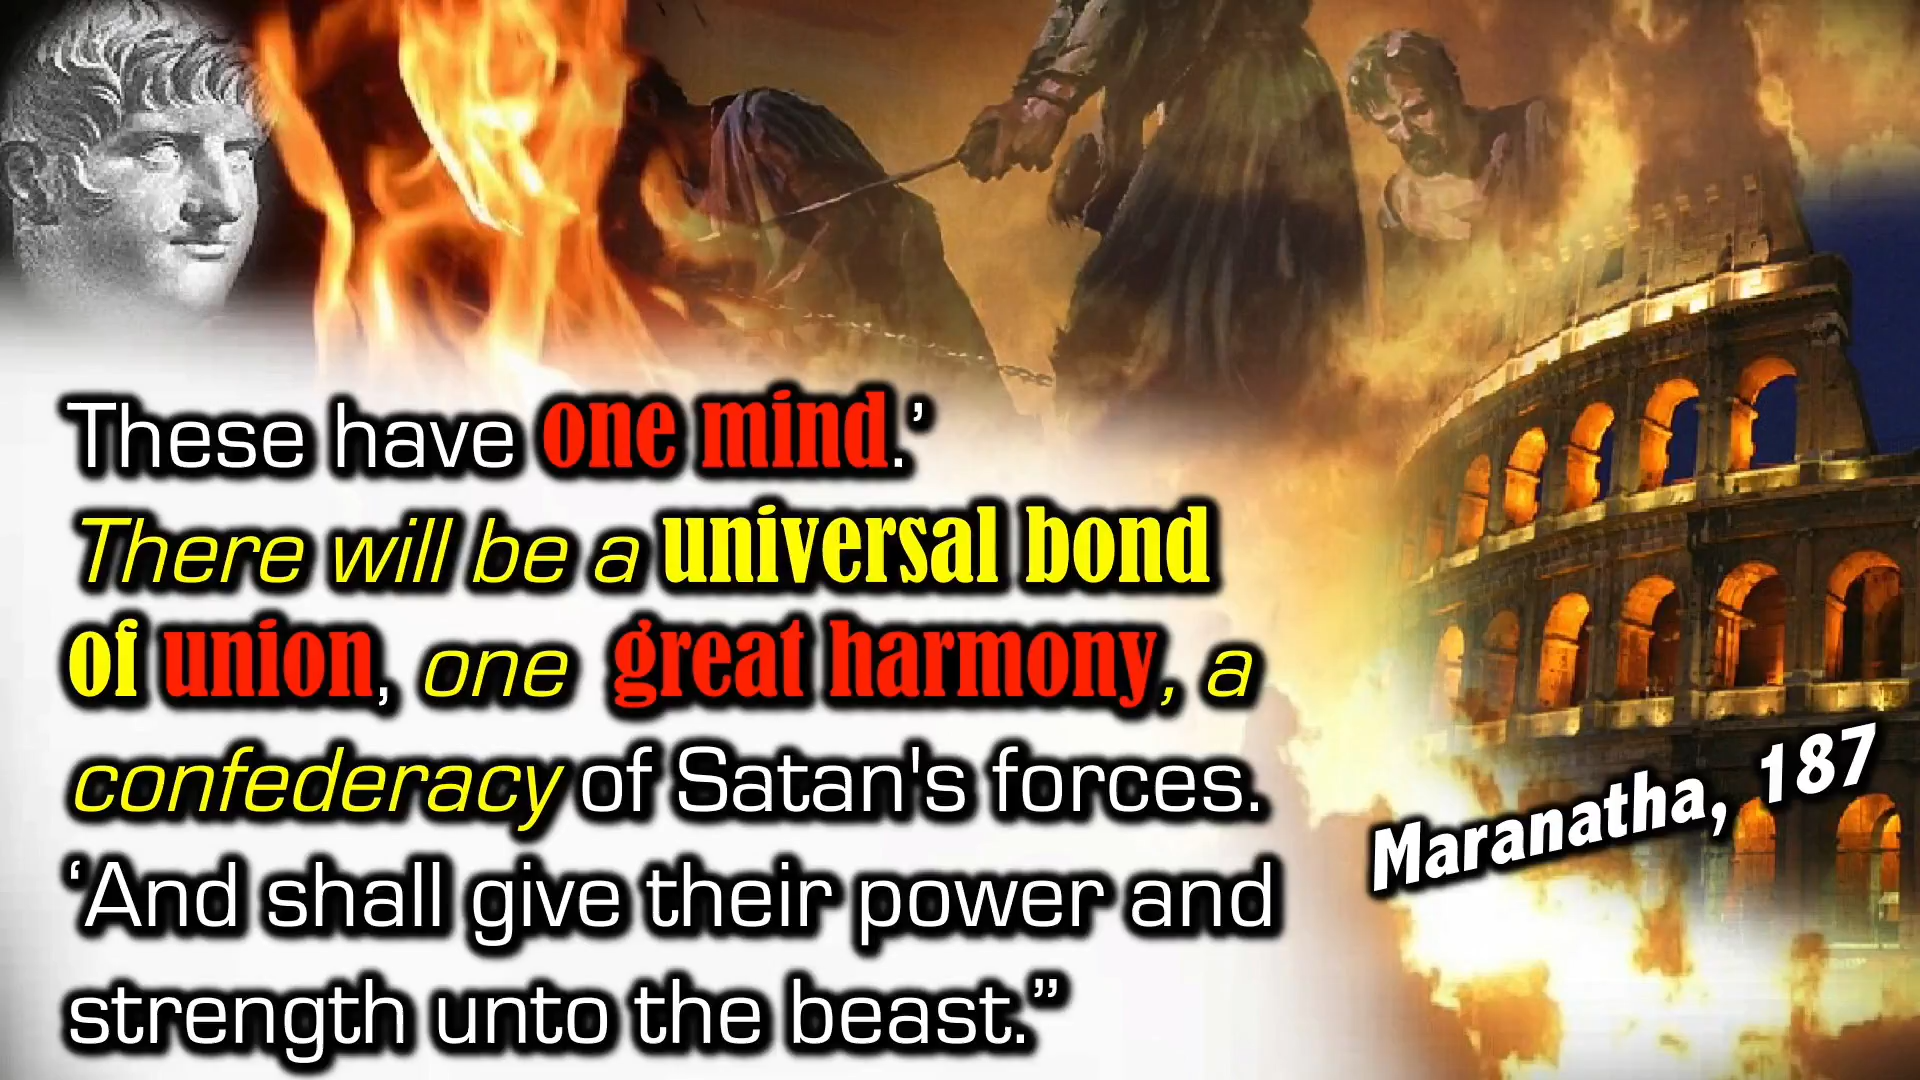 These have one mind.’
There will be a universal bond
of union, one great harmony, a
confederacy of Satan's forces.
‘And shall give their power and
strength unto the beast.”
Maranatha, 187